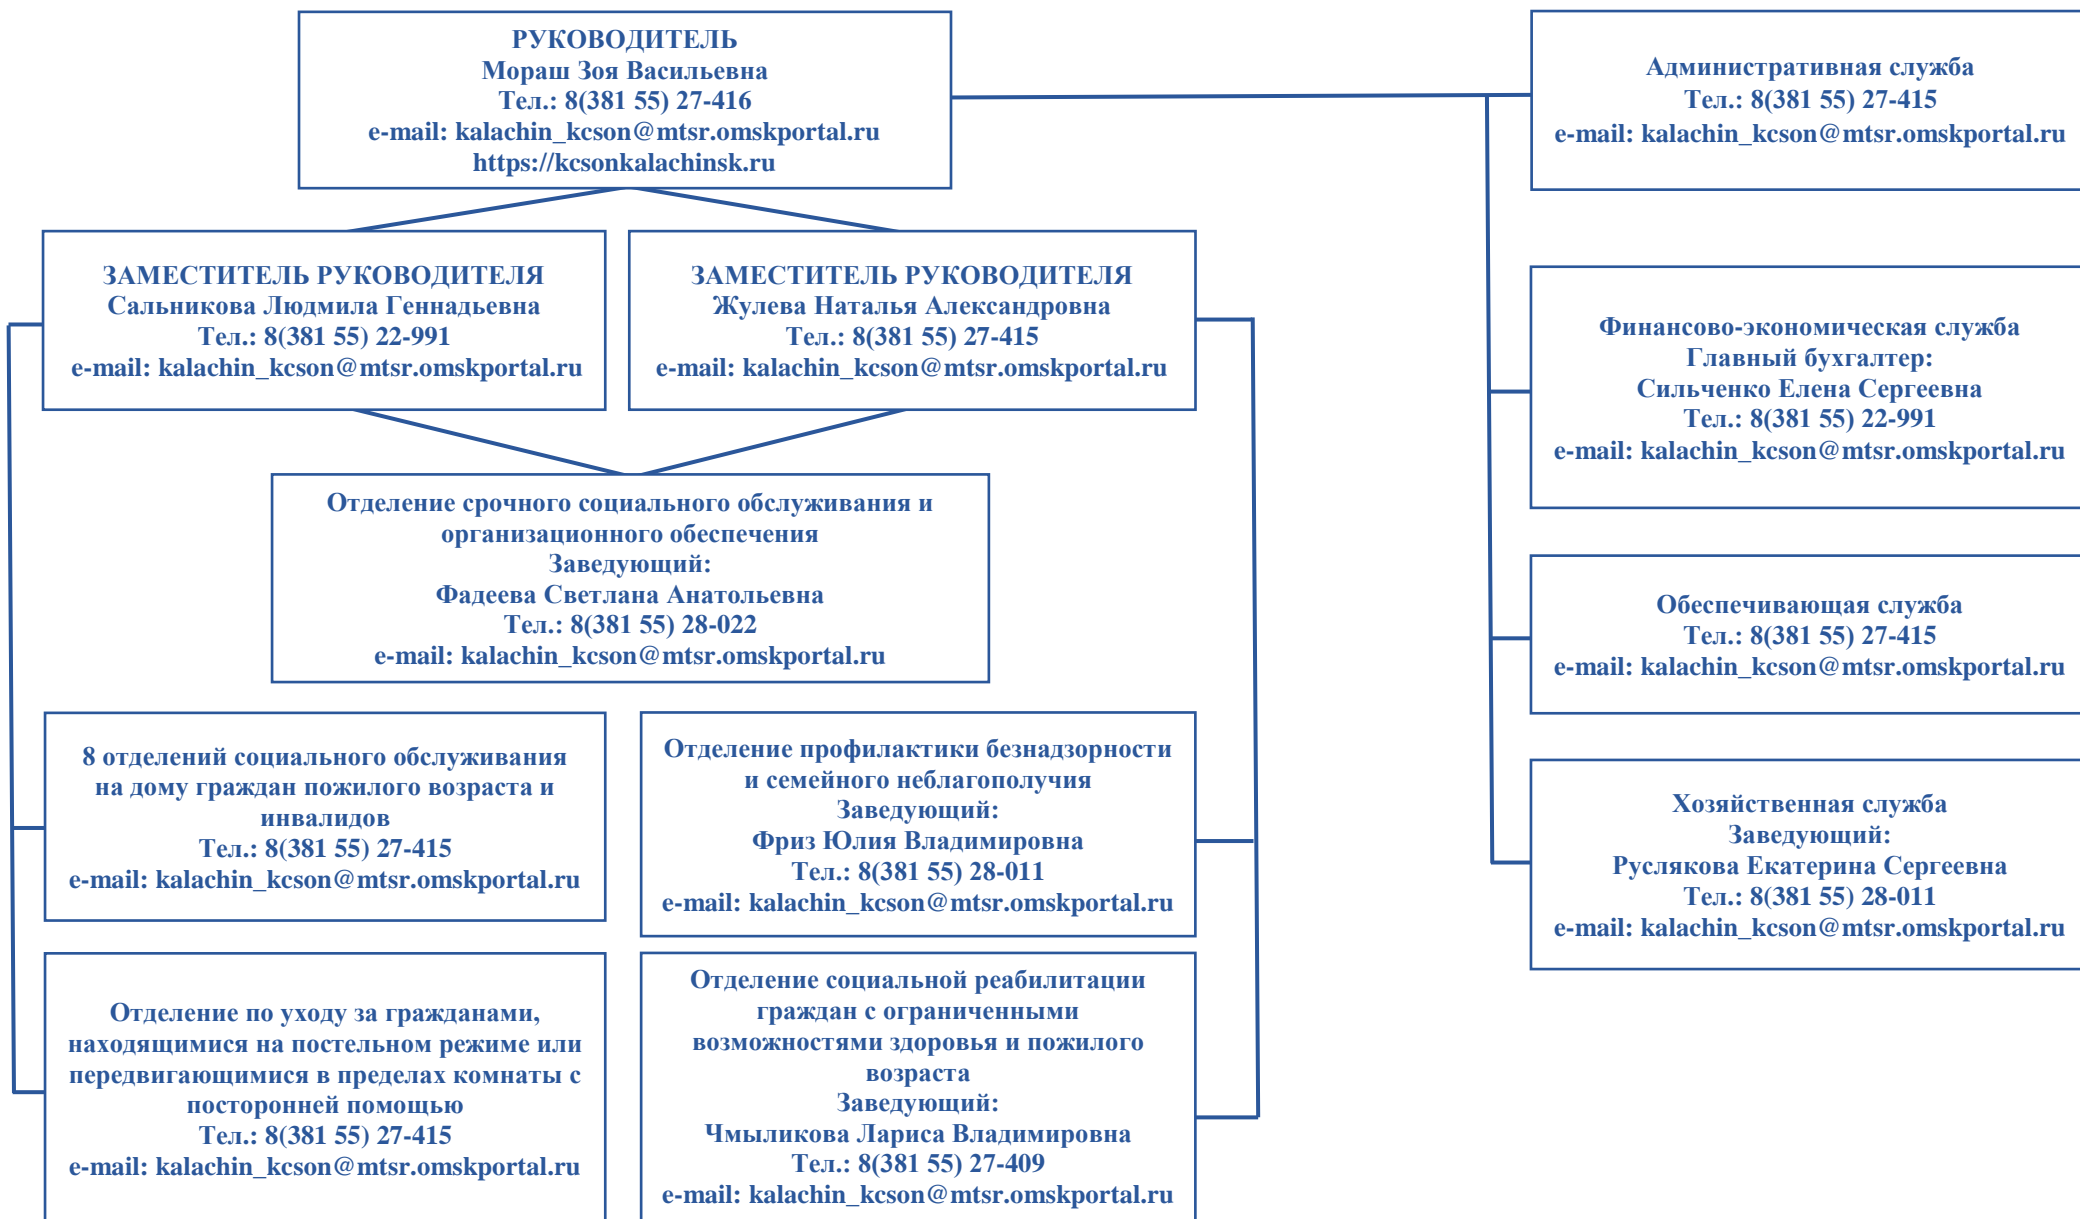 РУКОВОДИТЕЛЬ
Мораш Зоя Васильевна
Тел.: 8(381 55) 27-416
e-mail: kalachin_kcson@mtsr.omskportal.ru
https://kcsonkalachinsk.ru
Административная служба
Тел.: 8(381 55) 27-415
e-mail: kalachin_kcson@mtsr.omskportal.ru
ЗАМЕСТИТЕЛЬ РУКОВОДИТЕЛЯ
Сальникова Людмила Геннадьевна
Тел.: 8(381 55) 22-991
e-mail: kalachin_kcson@mtsr.omskportal.ru
ЗАМЕСТИТЕЛЬ РУКОВОДИТЕЛЯ
Жулева Наталья Александровна
Тел.: 8(381 55) 27-415
e-mail: kalachin_kcson@mtsr.omskportal.ru
Финансово-экономическая служба
Главный бухгалтер:
Сильченко Елена Сергеевна
Тел.: 8(381 55) 22-991
e-mail: kalachin_kcson@mtsr.omskportal.ru
Отделение срочного социального обслуживания и
организационного обеспечения
Заведующий:
Фадеева Светлана Анатольевна
Тел.: 8(381 55) 28-022
e-mail: kalachin_kcson@mtsr.omskportal.ru
Обеспечивающая служба
Тел.: 8(381 55) 27-415
e-mail: kalachin_kcson@mtsr.omskportal.ru
8 отделений социального обслуживания
на дому граждан пожилого возраста и
инвалидов
Тел.: 8(381 55) 27-415
e-mail: kalachin_kcson@mtsr.omskportal.ru
Отделение профилактики безнадзорности
и семейного неблагополучия
Заведующий:
Фриз Юлия Владимировна
Тел.: 8(381 55) 28-011
e-mail: kalachin_kcson@mtsr.omskportal.ru
Хозяйственная служба
Заведующий:
Руслякова Екатерина Сергеевна
Тел.: 8(381 55) 28-011
e-mail: kalachin_kcson@mtsr.omskportal.ru
Отделение по уходу за гражданами,
находящимися на постельном режиме или
передвигающимися в пределах комнаты с
посторонней помощью
Тел.: 8(381 55) 27-415
e-mail: kalachin_kcson@mtsr.omskportal.ru
Отделение социальной реабилитации
граждан с ограниченными
возможностями здоровья и пожилого
возраста
Заведующий:
Чмыликова Лариса Владимировна
Тел.: 8(381 55) 27-409
e-mail: kalachin_kcson@mtsr.omskportal.ru